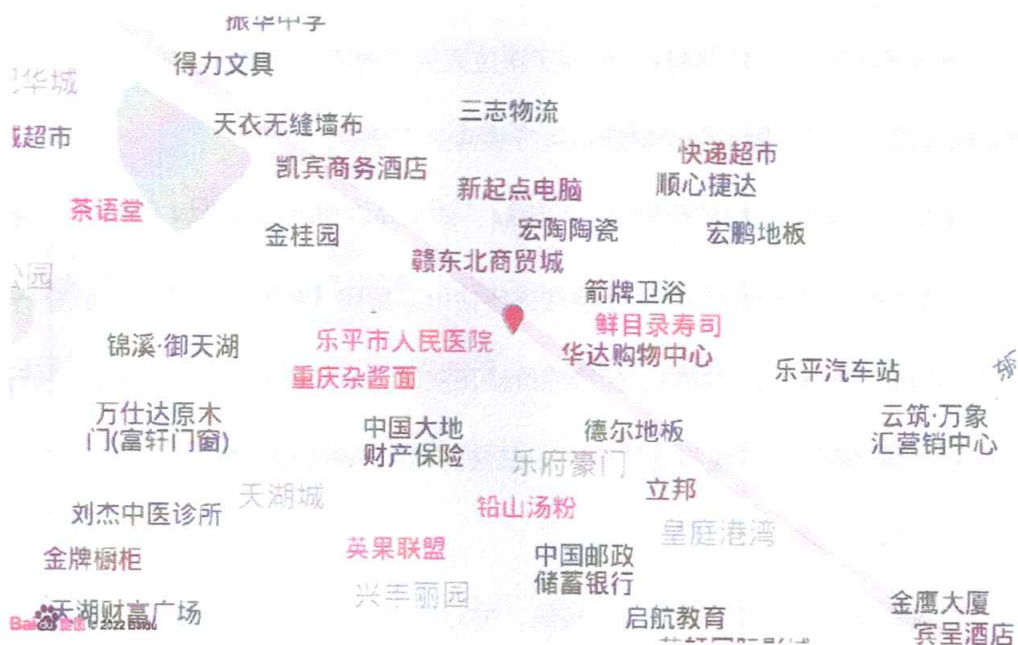 振华中学
得力文具
华城
三志物流
天衣无缝墙布
超市
快递超市
凯宾商务酒店
顺心捷达
新起点电脑
茶语堂
宏陶陶瓷
宏鹏地板
金桂园
赣东北商贸城
公园
箭牌卫浴
鲜目录寿司
乐平市人民医院
锦溪·御天湖
华达购物中心
乐平汽车站
重庆杂酱面
万仕达原木
门(富轩门窗)
中国大地
财产保险
德尔地板
云筑·万象
汇营销中心
乐府豪门
立邦
天湖城
铅山汤粉
刘杰中医诊所
皇庭港湾
英果联盟
金牌橱柜
中国邮政
储蓄银行
兴丰丽园
金鹰大厦
天湖财富广场
启航教育
Bai 地图 © 2022 Baidu
宾呈酒店